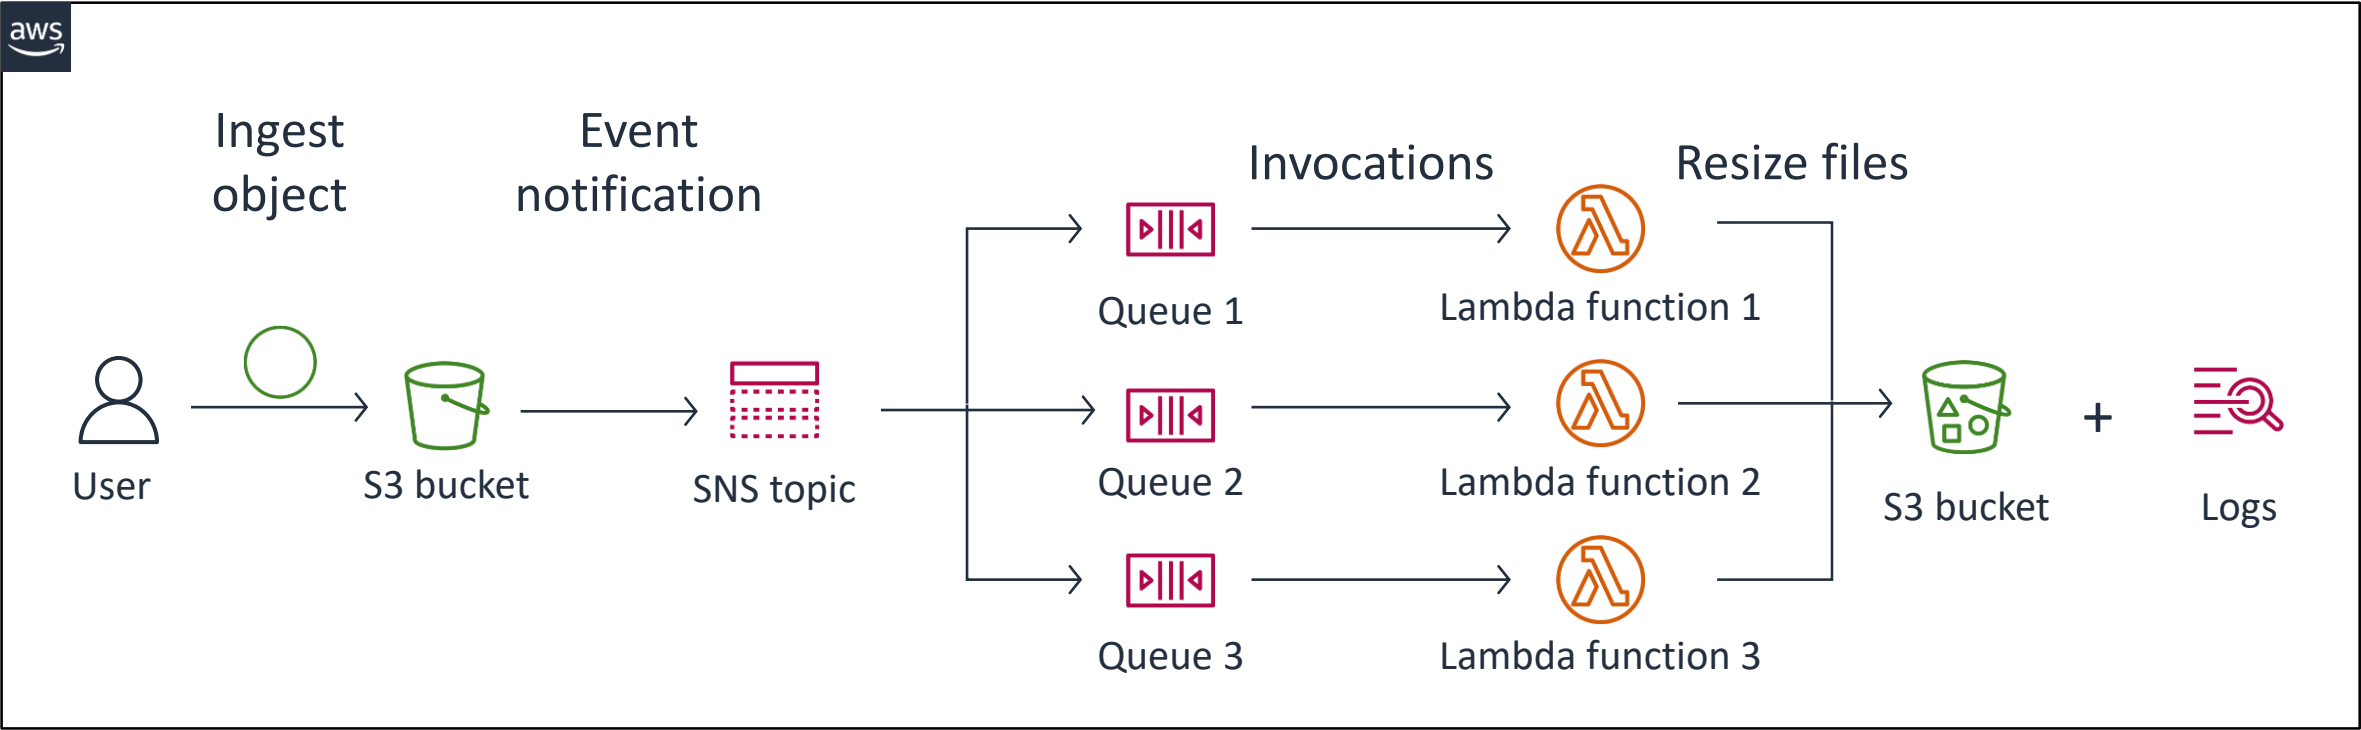 aws
Ingest
object
Event
notification
Invocations
Resize files
Queue 1
Lambda function 1
User
S3 bucket
SNS topic
Queue 2
Lambda function 2
S3 bucket
+
Logs
Queue 3
Lambda function 3